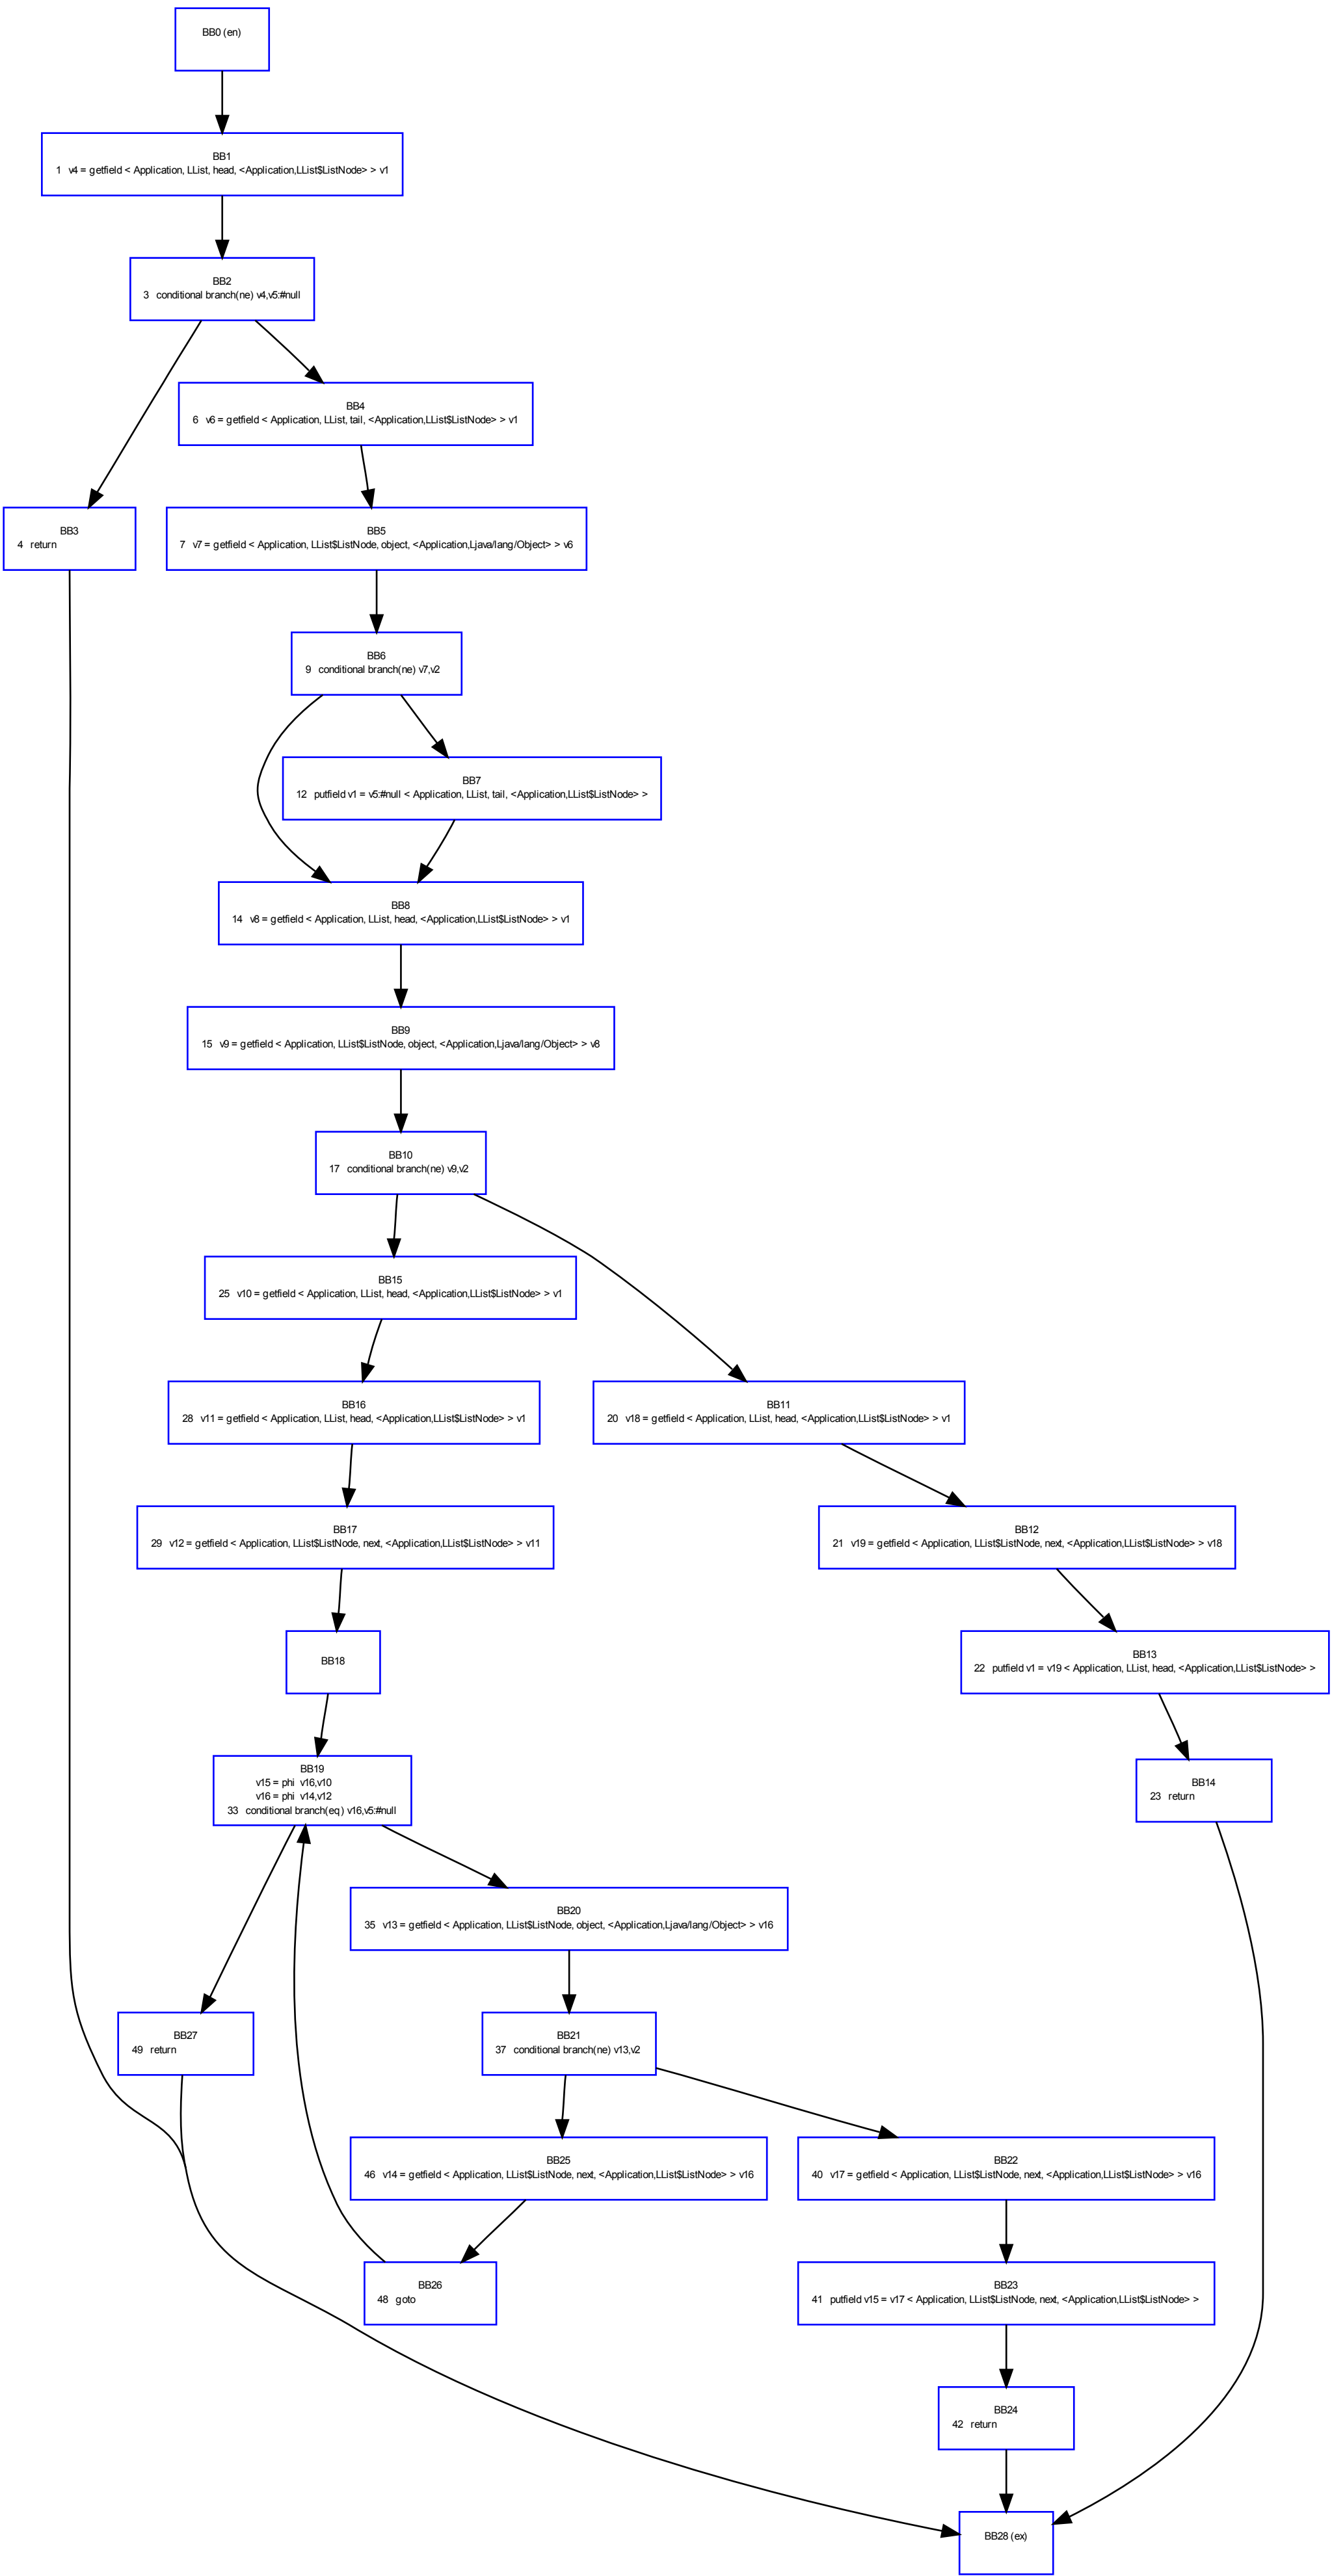 BB0 (en)
BB1
1 v4 = getfield < Application, LList, head, <Application,LList$ListNode> > v1
BB2
3 conditional branch(ne) v4,v5:#null
BB4
6 v6 = getfield < Application, LList, tail, <Application,LList$ListNode> > v1
BB3
4 return
BB5
7 v7 = getfield < Application, LList$ListNode, object, <Application,Ljava/lang/Object> > v6
BB6
9 conditional branch(ne) v7,v2
BB7
12 putfield v1 = v5:#null < Application, LList, tail, <Application,LList$ListNode> >
BB8
14 v8 = getfield < Application, LList, head, <Application,LList$ListNode> > v1
BB9
15 v9 = getfield < Application, LList$ListNode, object, <Application,Ljava/lang/Object> > v8
BB10
17 conditional branch(ne) v9,v2
BB15
25 v10 = getfield < Application, LList, head, <Application,LList$ListNode> > v1
BB16
28 v11 = getfield < Application, LList, head, <Application,LList$ListNode> > v1
BB11
20 v18 = getfield < Application, LList, head, <Application,LList$ListNode> > v1
BB17
29 v12 = getfield < Application, LList$ListNode, next, <Application,LList$ListNode> > v11
BB12
21 v19 = getfield < Application, LList$ListNode, next, <Application,LList$ListNode> > v18
BB18
BB13
22 putfield v1 = v19 < Application, LList, head, <Application,LList$ListNode> >
BB19
v15 = phi v16,v10
v16 = phi v14,v12
33 conditional branch(eq) v16,v5:#null
BB14
23 return
BB20
35 v13 = getfield < Application, LList$ListNode, object, <Application,Ljava/lang/Object> > v16
BB27
49 return
BB21
37 conditional branch(ne) v13,v2
BB25
46 v14 = getfield < Application, LList$ListNode, next, <Application,LList$ListNode> > v16
BB22
40 v17 = getfield < Application, LList$ListNode, next, <Application,LList$ListNode> > v16
BB26
48 goto
BB23
41 putfield v15 = v17 < Application, LList$ListNode, next, <Application,LList$ListNode> >
BB24
42 return
BB28 (ex)